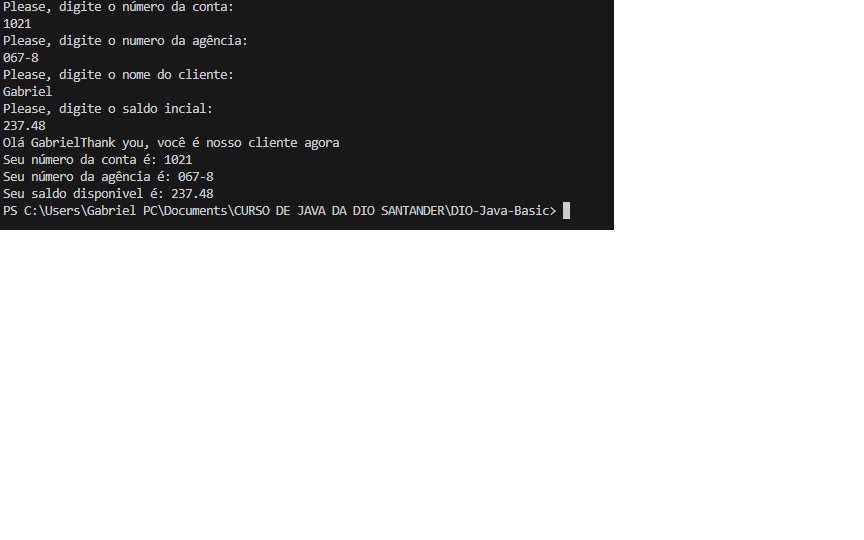 Please, digite o número da conta:
1021
Please, digite o numero da agência:
067-8
Please, digite o nome do cliente:
Gabriel
Please, digite o saldo incial:
237.48
Olá GabrielThank you, você é nosso cliente agora
Seu número da conta é: 1021
Seu número da agência é: 067-8
Seu saldo disponivel é: 237.48
PS C:\Users\Gabriel PC\Documents\CURSO DE JAVA DA DIO SANTANDER\DIO-Java-Basic>